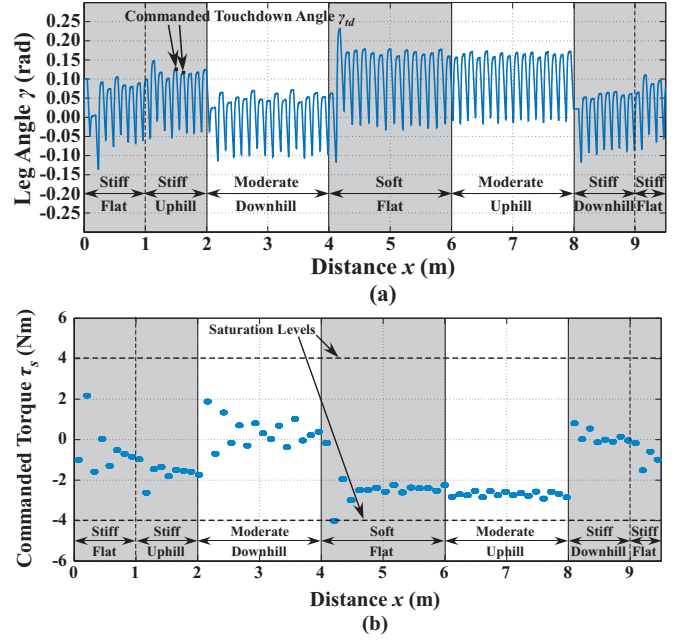 Commanded Touchdown Angle γtd
Leg Angle γ (rad)
0.25
0.20
0.15
0.10
0.05
0.00
-0.05
-0.10
-0.15
-0.20
-0.25
Stiff Stiff Moderate Soft Moderate Stiff Stiff
Flat Uphill Downhill Flat Uphill Downhill Flat
0 1 2 3 4 5 6 7 8 9
Distance x (m)
(a)
Commanded Torque τs (Nm)
6
4
2
0
-2
-4
-6
Saturation Levels
Stiff Stiff Moderate Soft Moderate Stiff Stiff
Flat Uphill Downhill Flat Uphill Downhill Flat
0 1 2 3 4 5 6 7 8 9
Distance x (m)
(b)